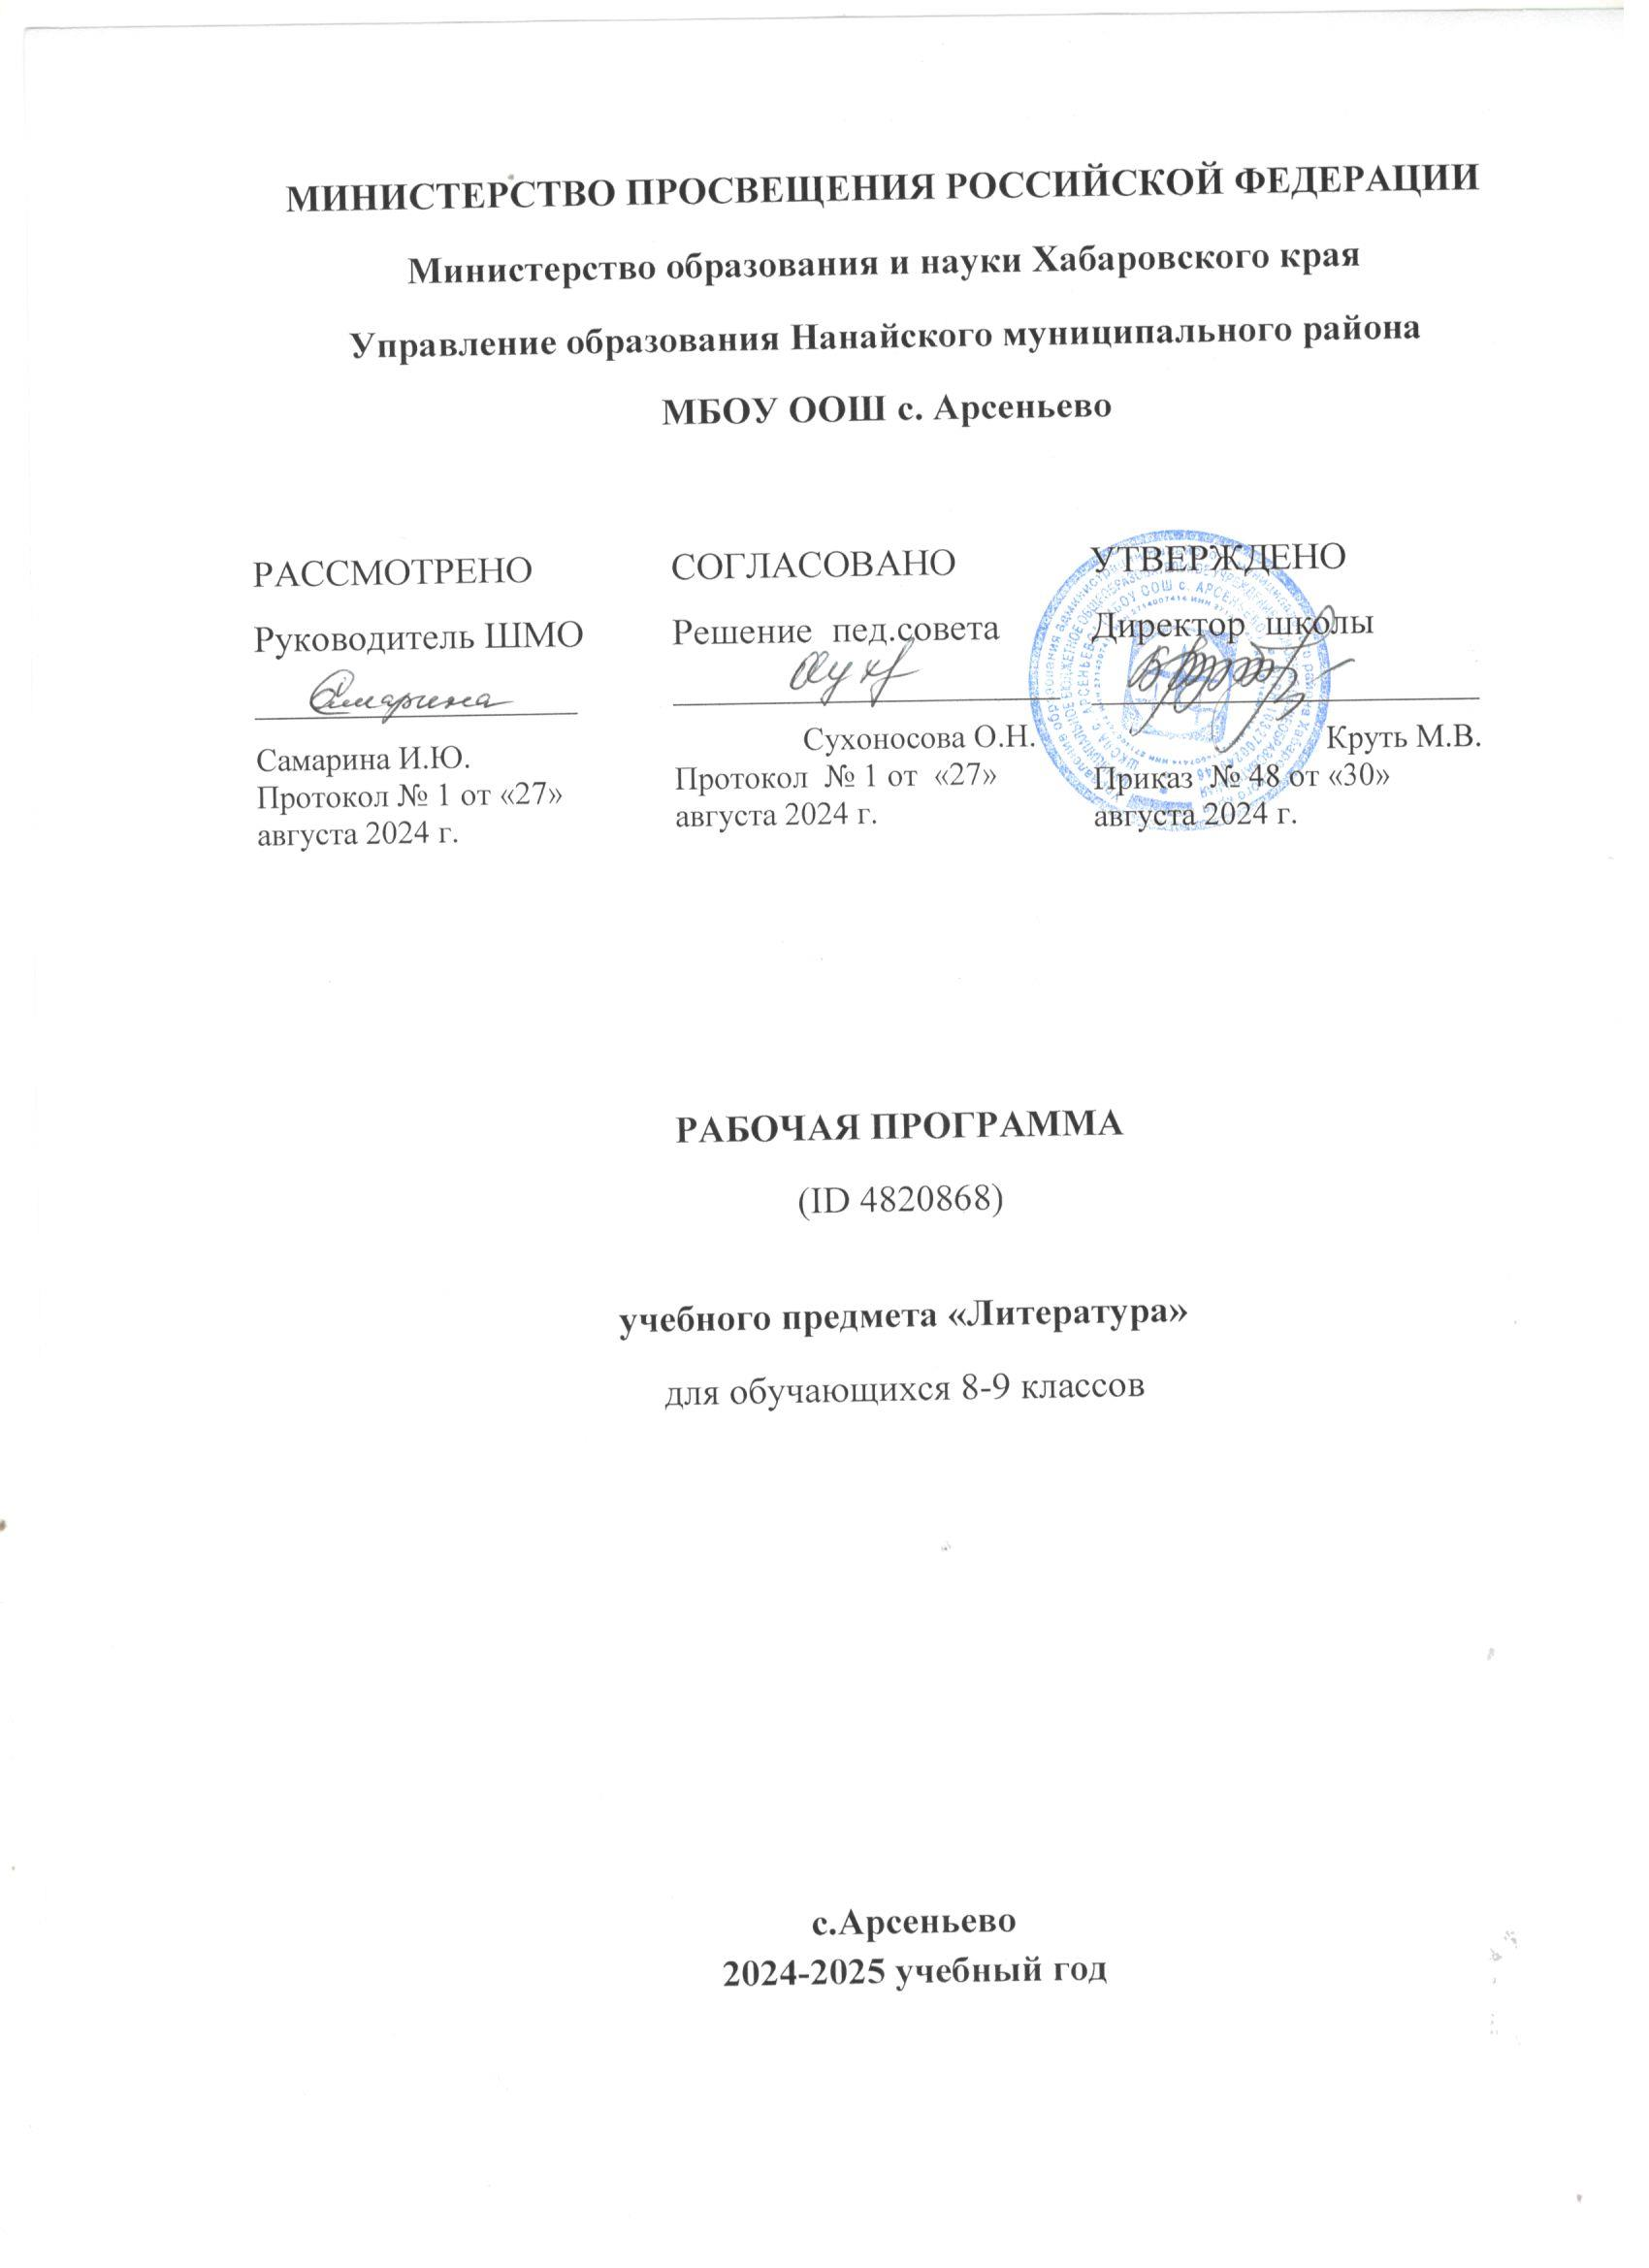 МИНИСТЕРСТВО ПРОСВЕЩЕНИЯ РОССИЙСКОЙ ФЕДЕРАЦИИ
Министерство образования и науки Хабаровского края
Управление образования Нанайского муниципального района
МБОУ ООШ с. Арсеньево
РАССМОТРЕНО
Руководитель ШМО
Самарина
Самарина И.Ю.
Протокол № 1 от «27»
августа 2024 г.
СОГЛАСОВАНО
Решение пед.совета
Сухоносова О.Н.
Протокол № 1 от «27»
августа 2024 г.
УТВЕРЖДЕНО
Директор школы
Круть М.В.
Приказ № 48 от «30»
августа 2024 г.
РАБОЧАЯ ПРОГРАММА
(ID 4820868)
учебного предмета «Литература»
для обучающихся 8-9 классов
с.Арсеньево
2024-2025 учебный год